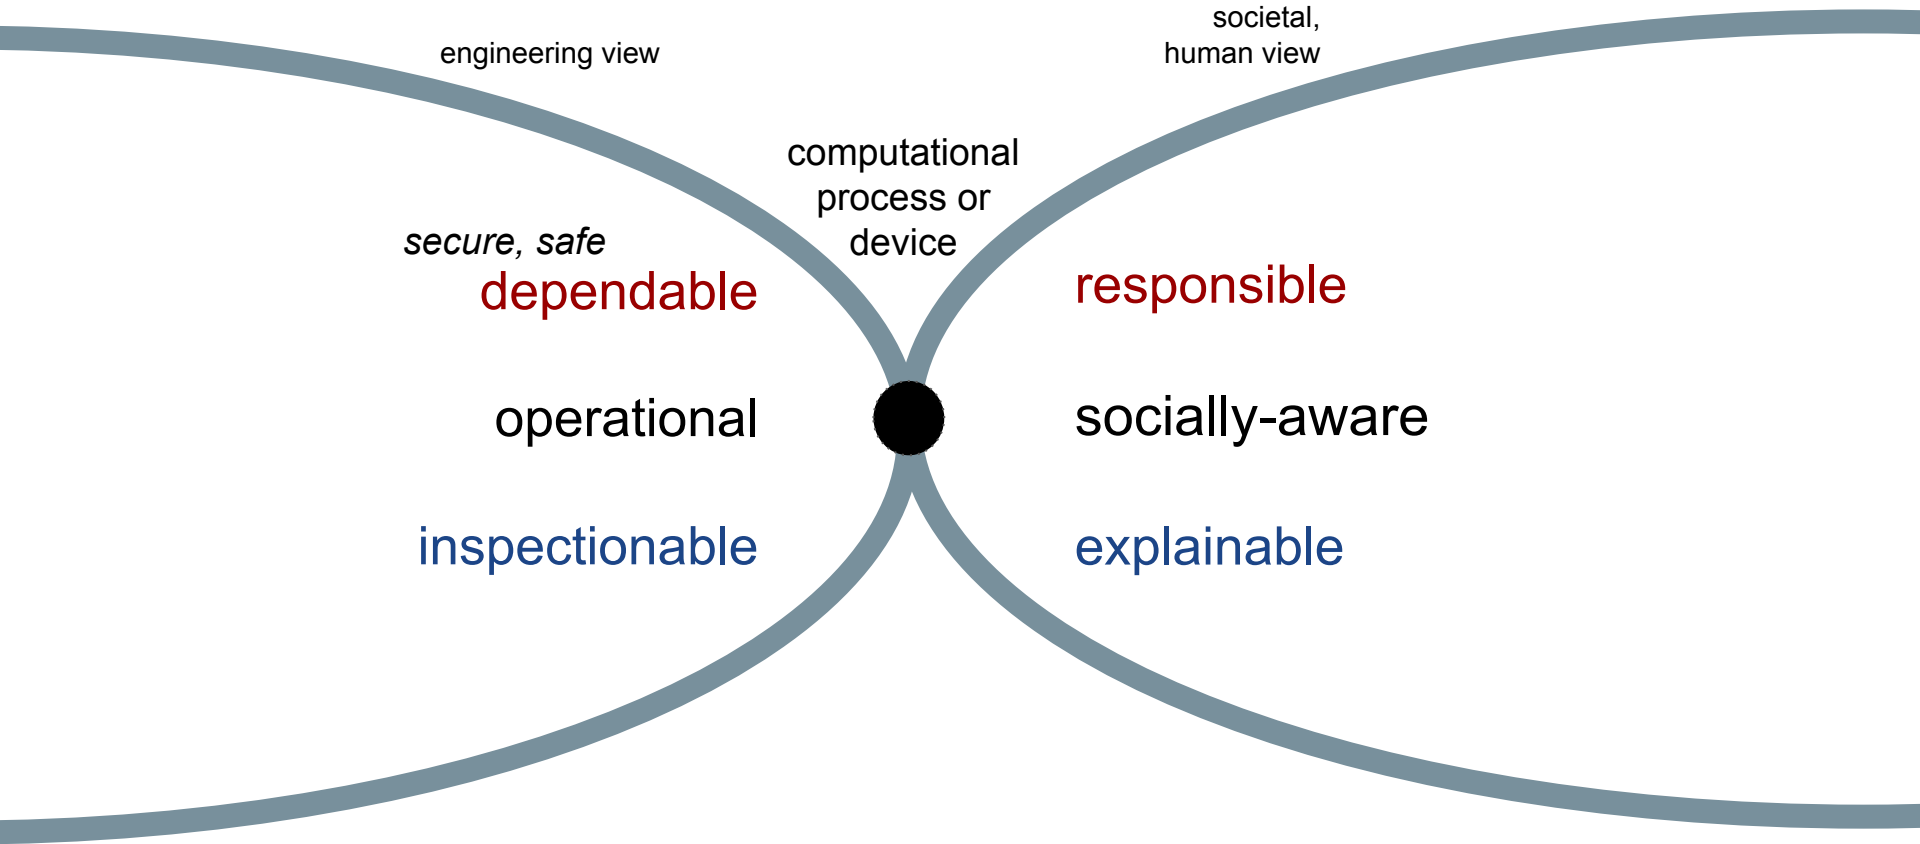 engineering view
societal,
human view
computational
process or
device
secure, safe
dependable
responsible
operational
socially-aware
inspectionable
explainable